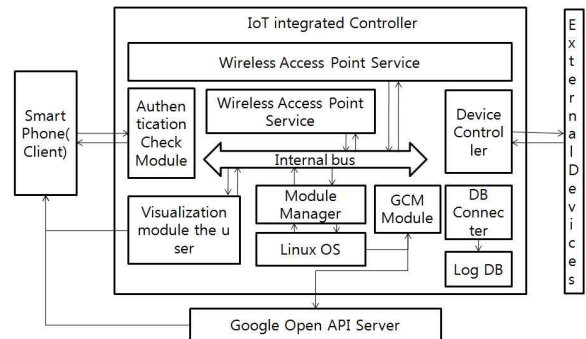 IoT integrated Controller
Wireless Access Point Service
Smart
Phone(
Client)
Authen
tication
Check
Module
Wireless Access Point
Service
Device
Control
ler
Internal bus
Visualization
module the u
ser
Module
Manager
Linux OS
GCM
Module
DB
Connec
ter
Log DB
Google Open API Server
E
x
t
e
r
n
a
l
D
e
v
i
c
e
s